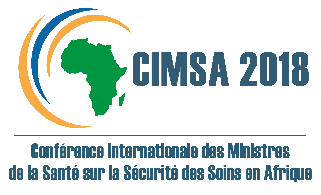 CIMSA 2018
Conférence Internationale des Ministres
de la Santé sur la Sécurité des Soins en Afrique